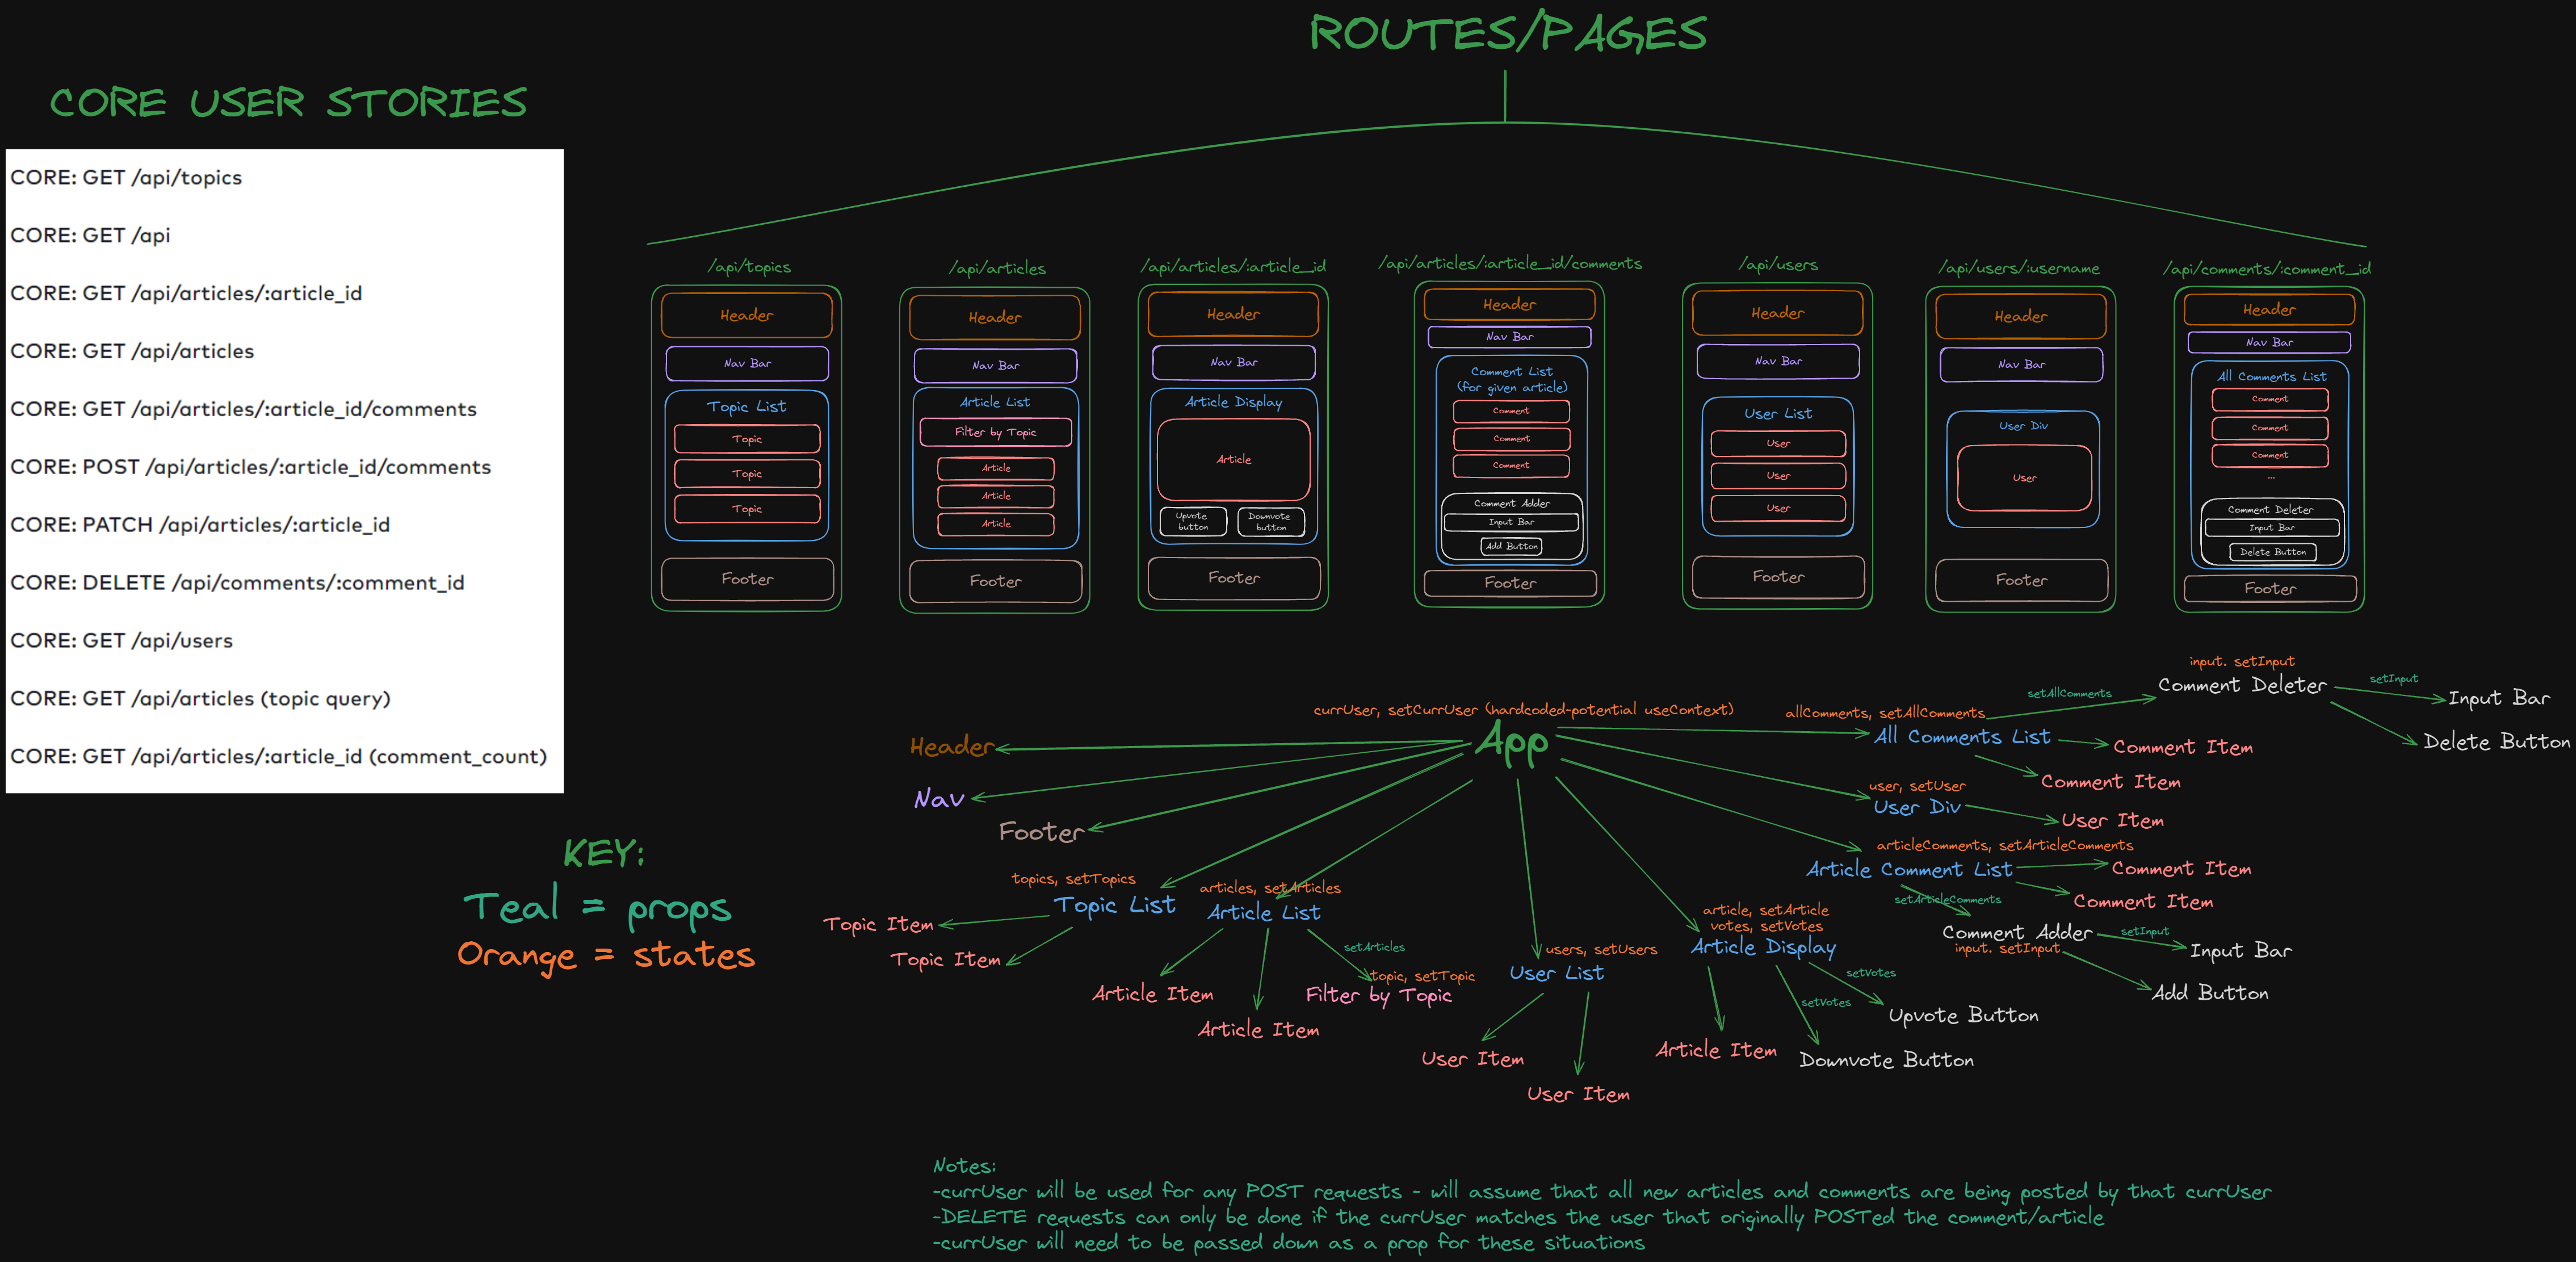 ROUTES/PAGES
CORE USER STORIES
CORE: GET /api/topics
CORE: GET /api
CORE: GET /api/articles/:article_id
CORE: GET /api/articles
CORE: GET /api/articles/:article_id/comments
CORE: POST /api/articles/:article_id/comments
CORE: PATCH /api/articles/:article_id
CORE: DELETE /api/comments/:comment_id
CORE: GET /api/users
CORE: GET /api/articles (topic query)
CORE: GET /api/articles/:article_id (comment_count)
KEY:
Teal = props
Orange = states
/api/topics
Header
Nav Bar
Topic List
Topic
Topic
Topic
Footer
/api/articles
Header
Nav Bar
Article List
Filter by Topic
Article
Article
Article
Footer
/api/articles/:article_id
Header
Nav Bar
Article Display
Article
Upvote
button
Downvote
button
Footer
/api/articles/:article_id/comments
Header
Nav Bar
Comment List
(for given article)
Comment
Comment
Comment
Comment Adder
Input Bar
Add Button
Footer
/api/users
Header
Nav Bar
User List
User
User
User
Footer
/api/users/:username
Header
Nav Bar
User Div
User
Footer
/api/comments/:comment_id
Header
Nav Bar
All Comments List
Comment
Comment
Comment
...
Comment Deleter
Input Bar
Delete Button
Footer
currUser, setCurrUser (hardcoded-potential useContext)
App
Header
Nav
Footer
topics, setTopics
Topic List
Topic Item
Topic Item
articles, setArticles
Article List
Article Item
Article Item
setArticles
topic, setTopic
Filter by Topic
users, setUsers
User List
User Item
User Item
article, setArticle
votes, setVotes
Article Display
Article Item
setVotes
Downvote Button
setVotes
Upvote Button
articleComments, setArticleComments
Article Comment List
Comment Item
Comment Item
setArticleComments
Comment Adder
input. setInput
setInput
Input Bar
Add Button
user, setUser
User Div
User Item
allComments, setAllComments
All Comments List
Comment Item
Comment Item
setAllComments
input. setInput
Comment Deleter
setInput
Input Bar
Delete Button
Notes:
-currUser will be used for any POST requests - will assume that all new articles and comments are being posted by that currUser
-DELETE requests can only be done if the currUser matches the user that originally POSTed the comment/article
-currUser will need to be passed down as a prop for these situations